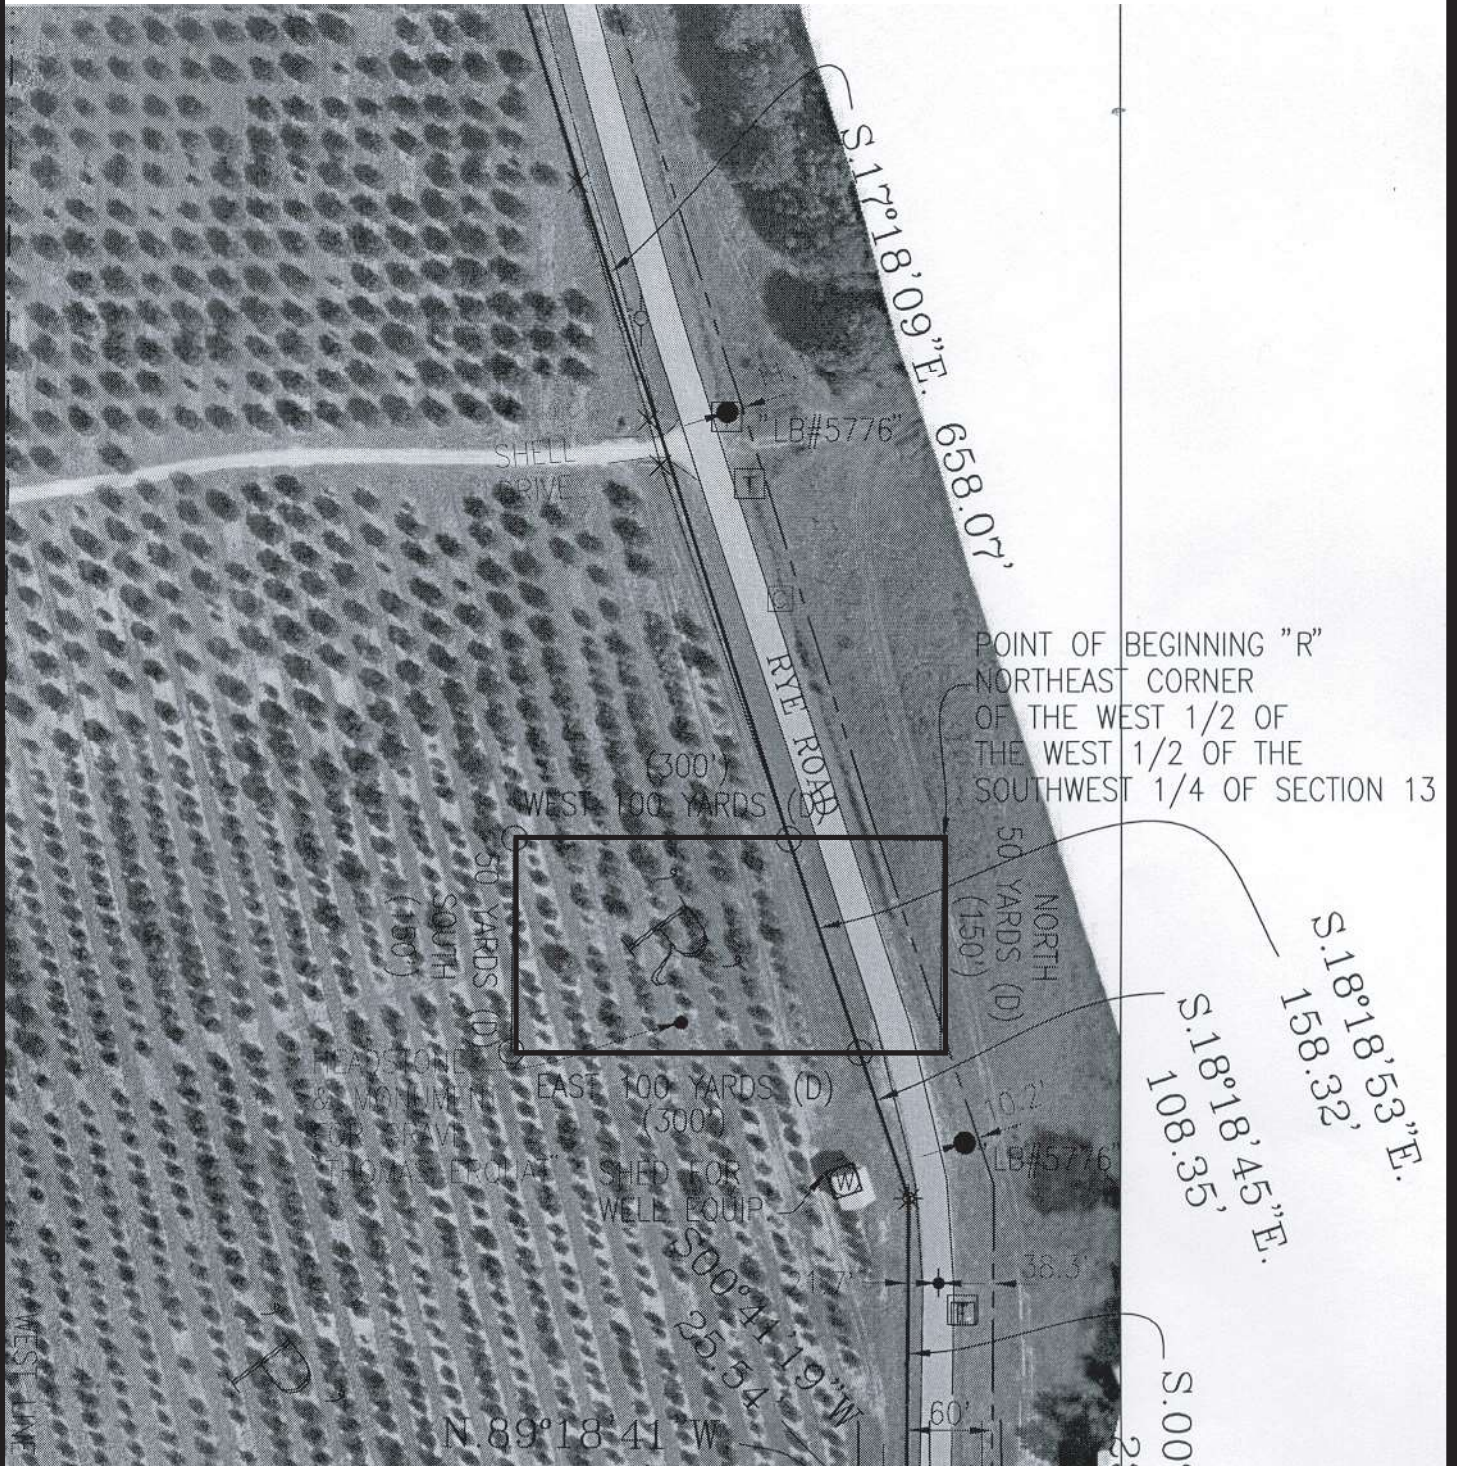 S.17°18'09"E. 658.07'
"LB#5776"
SHELL
DRIVE
T
C
RYE ROAD
POINT OF BEGINNING "R"
NORTHEAST CORNER
OF THE WEST 1/2 OF
THE WEST 1/2 OF THE
SOUTHWEST 1/4 OF SECTION 13
(300')
WEST 100 YARDS (D)
50 YARDS (D)
SOUTH
(150')
"R"
NORTH
50 YARDS (D)
(150')
S.18°18'53"E.
158.32'
S.18°18'45"E.
108.35'
HEADSTONE
& MONUMENT
FOR GRAVE
EAST 100 YARDS (D)
(300')
10.2'
LB#5776
SHED FOR
WELL EQUIP.
W
S00°41'19"W
25.54'
38.3'
"P"
WEST LINE
N.89°18'41"W.
60'
S.00°